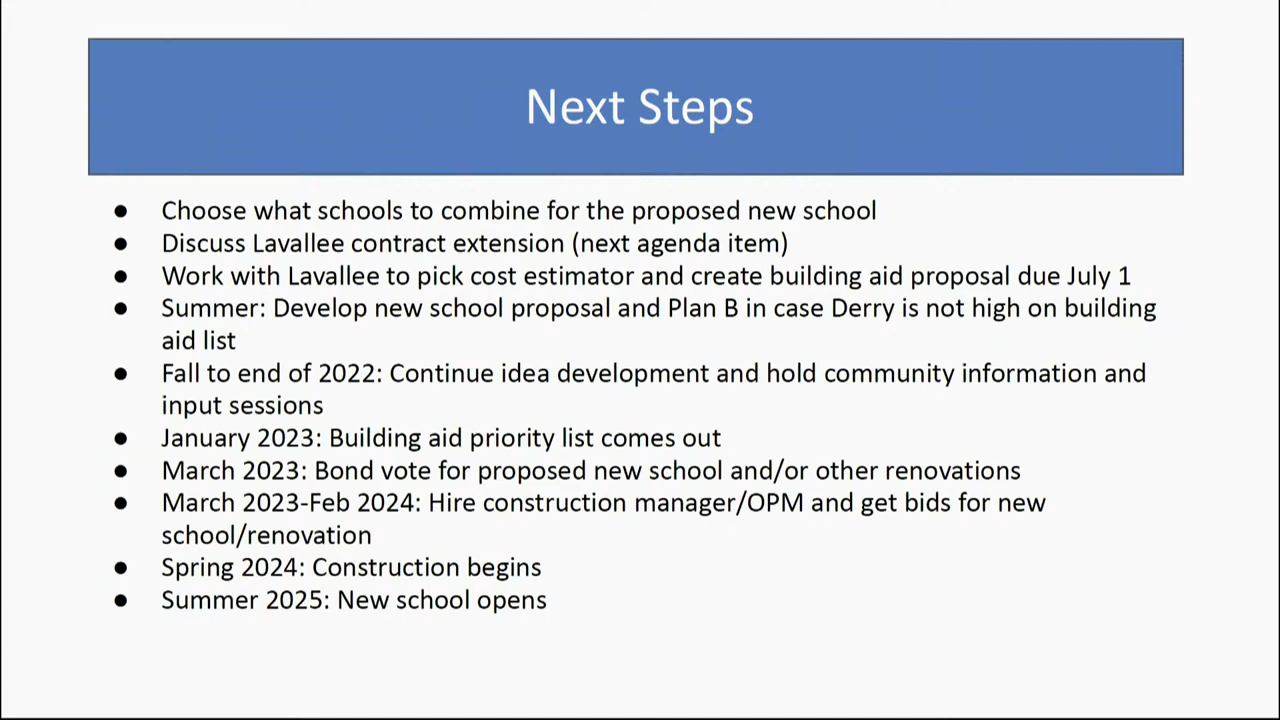 Next Steps
● Choose what schools to combine for the proposed new school
● Discuss Lavallee contract extension (next agenda item)
● Work with Lavallee to pick cost estimator and create building aid proposal due July 1
● Summer: Develop new school proposal and Plan B in case Derry is not high on building
aid list
● Fall to end of 2022: Continue idea development and hold community information and
input sessions
● January 2023: Building aid priority list comes out
● March 2023: Bond vote for proposed new school and/or other renovations
● March 2023-Feb 2024: Hire construction manager/OPM and get bids for new
school/renovation
● Spring 2024: Construction begins
● Summer 2025: New school opens